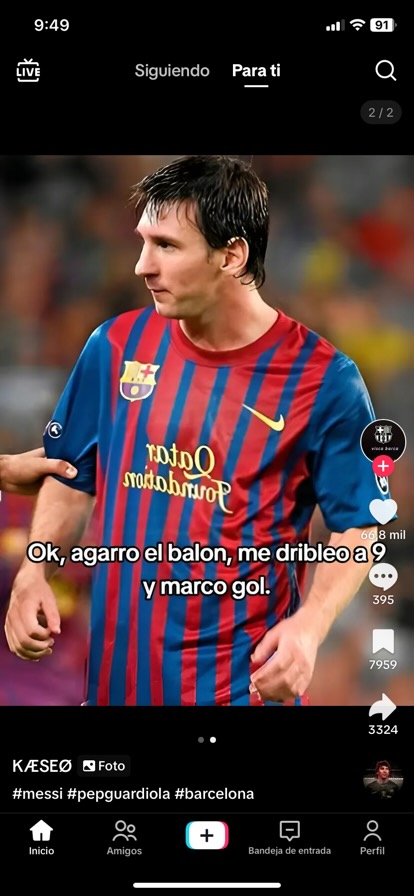 9:49
91
LIVE
Siguiendo
Para ti
2 / 2
Qatar
Foundation
visca barca
66,8 mil
Ok, agarro el balon, me dribleo a 9
y marco gol.
395
7959
3324
KÆSEØ
Foto
#messi #pepguardiola #barcelona
Inicio
Amigos
Bandeja de entrada
Perfil